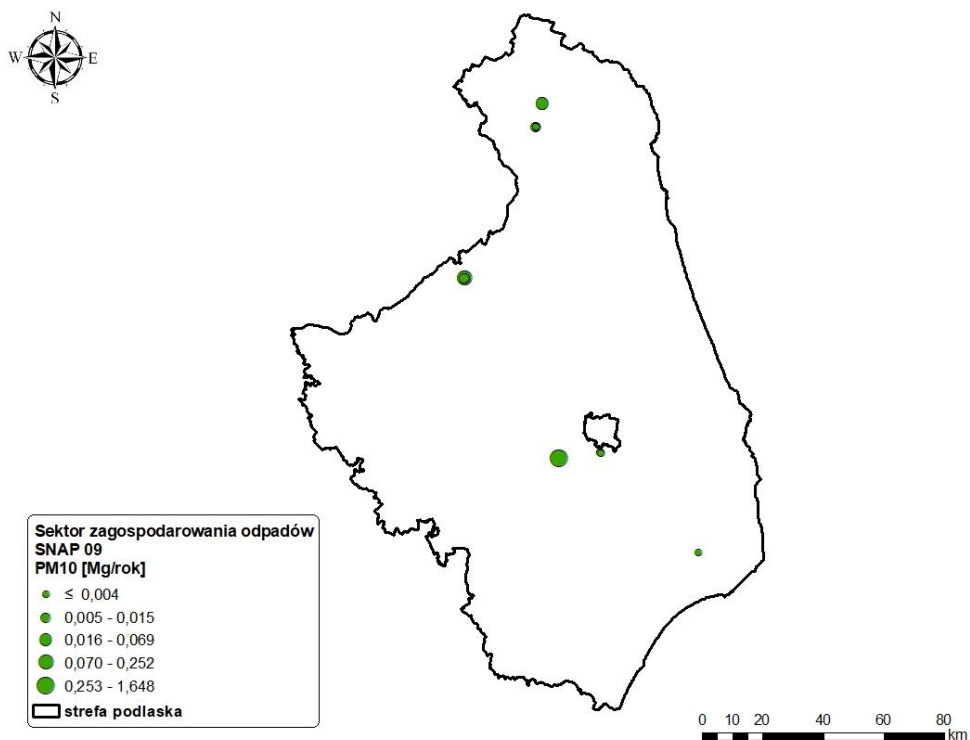 N
W E
S
Sektor zagospodarowania odpadów
SNAP 09
PM10 [Mg/rok]
≤ 0,004
0,005 - 0,015
0,016 - 0,069
0,070 - 0,252
0,253 - 1,648
strefa podlaska
0 10 20 40 60 80
km